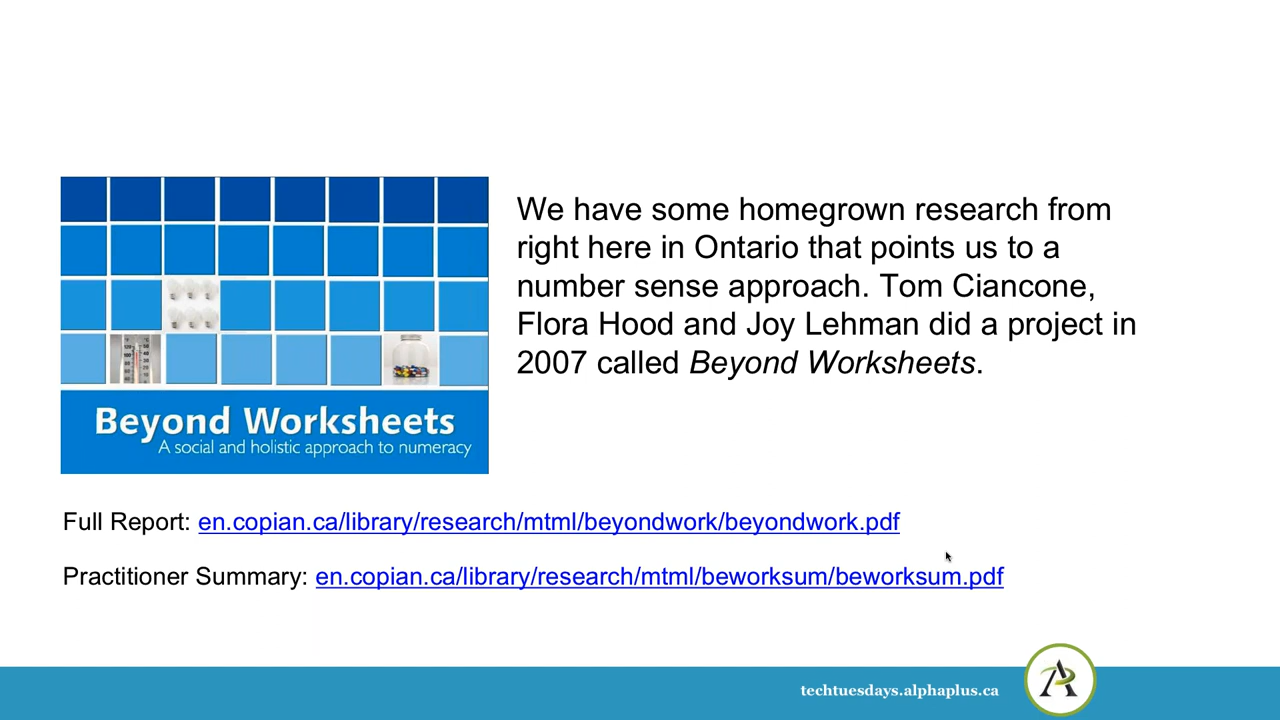 We have some homegrown research from
right here in Ontario that points us to a
number sense approach. Tom Ciancone,
Flora Hood and Joy Lehman did a project in
2007 called Beyond Worksheets.
Beyond Worksheets
A social and holistic approach to numeracy
Full Report: en.copian.ca/library/research/mtml/beyondwork/beyondwork.pdf
Practitioner Summary: en.copian.ca/library/research/mtml/beworksum/beworksum.pdf
techtuesdays.alphaplus.ca